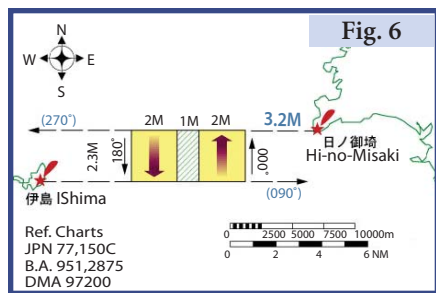 Fig. 6
N
W E
S
(270°)
2M 1M 2M
3.2M
2.3M
180°
000°
(090°)
日ノ御埼
Hi-no-Misaki
伊島 IShima
Ref. Charts
JPN 77,150C
B.A. 951,2875
DMA 97200
0 2500 5000 7500 10000m
0 2 4 6 NM